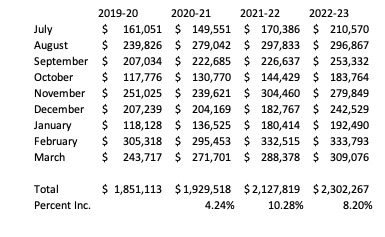 2019-20 2020-21 2021-22 2022-23
July $ 161,051 $ 149,551 $ 170,386 $ 210,570
August $ 239,826 $ 279,042 $ 297,833 $ 296,867
September $ 207,034 $ 222,685 $ 226,637 $ 253,332
October $ 117,776 $ 130,770 $ 144,429 $ 183,764
November $ 251,025 $ 239,621 $ 304,460 $ 279,849
December $ 207,239 $ 204,169 $ 182,767 $ 242,529
January $ 118,128 $ 136,525 $ 180,414 $ 192,490
February $ 305,318 $ 295,453 $ 332,515 $ 333,793
March $ 243,717 $ 271,701 $ 288,378 $ 309,076
Total $ 1,851,113 $ 1,929,518 $ 2,127,819 $ 2,302,267
Percent Inc. 4.24% 10.28% 8.20%